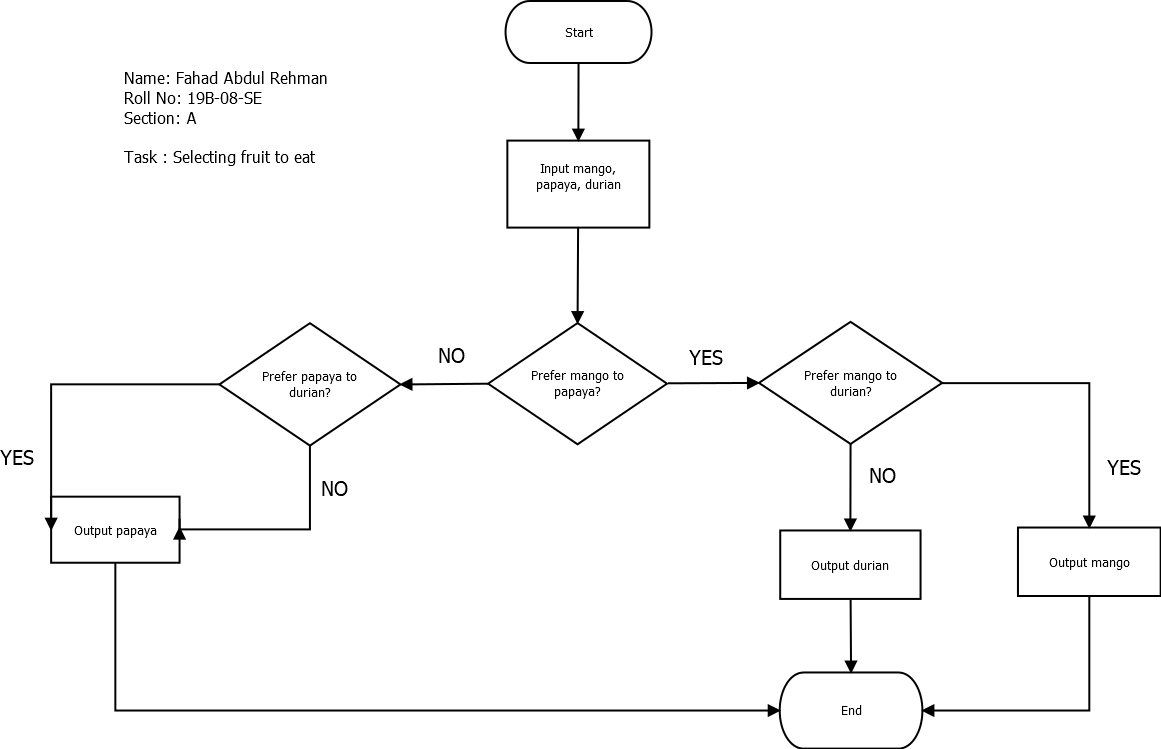 Start
Name: Fahad Abdul Rehman
Roll No: 19B-08-SE
Section: A
Task : Selecting fruit to eat
Input mango,
papaya, durian
NO
YES
Prefer papaya to
durian?
Prefer mango to
papaya?
Prefer mango to
durian?
YES
NO
NO
YES
Output papaya
Output durian
Output mango
End